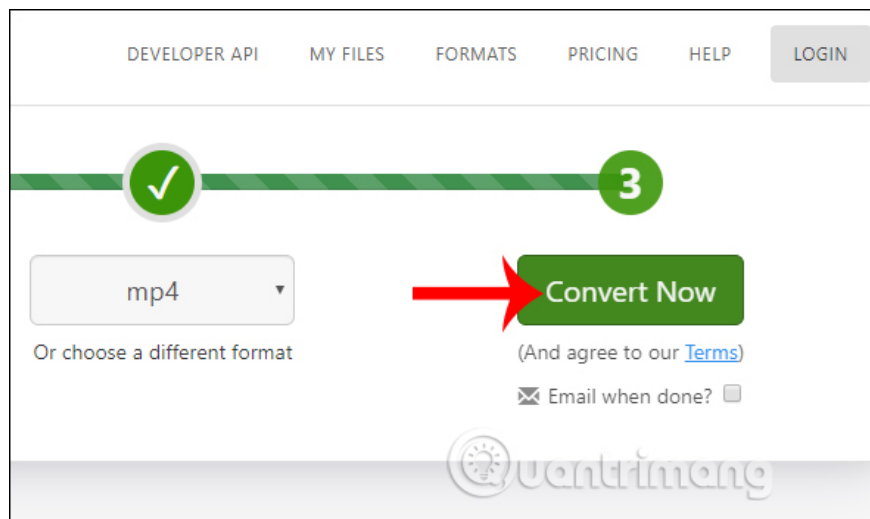 DEVELOPER API MY FILES FORMATS PRICING HELP LOGIN
3
mp4
Convert Now
Or choose a different format
(And agree to our Terms)
Email when done?
Quantrimang